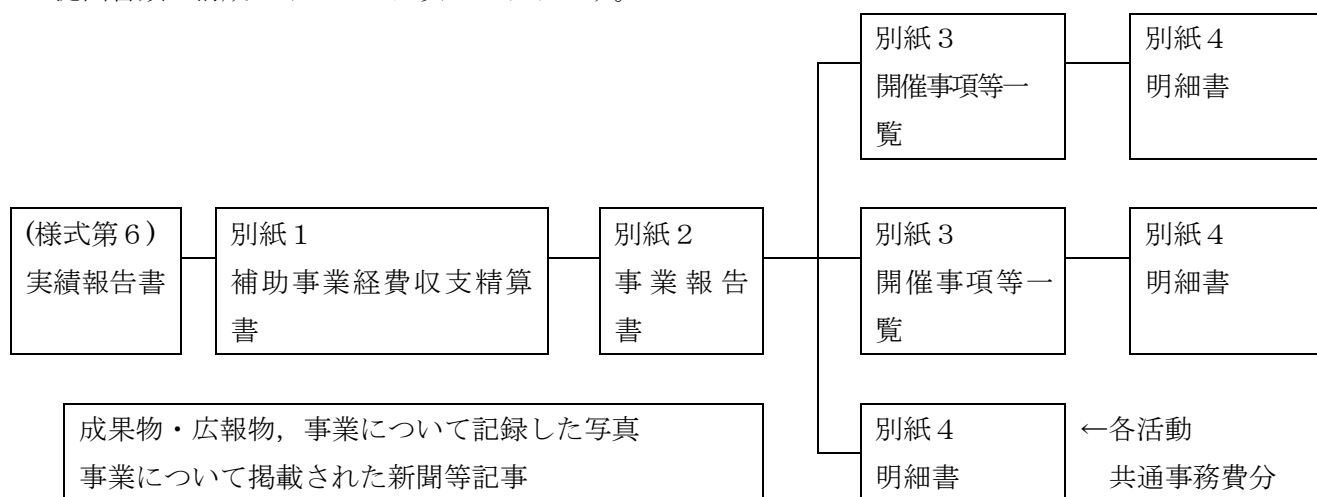 別紙３
開催事項等一
覧
別紙４
明細書
(様式第６)
実績報告書
別紙１
補助事業経費収支精算
書
別紙２
事業報告
書
別紙３
開催事項等一
覧
別紙４
明細書
成果物・広報物，事業について記録した写真
事業について掲載された新聞等記事
別紙４
明細書
←各活動
共通事務費分